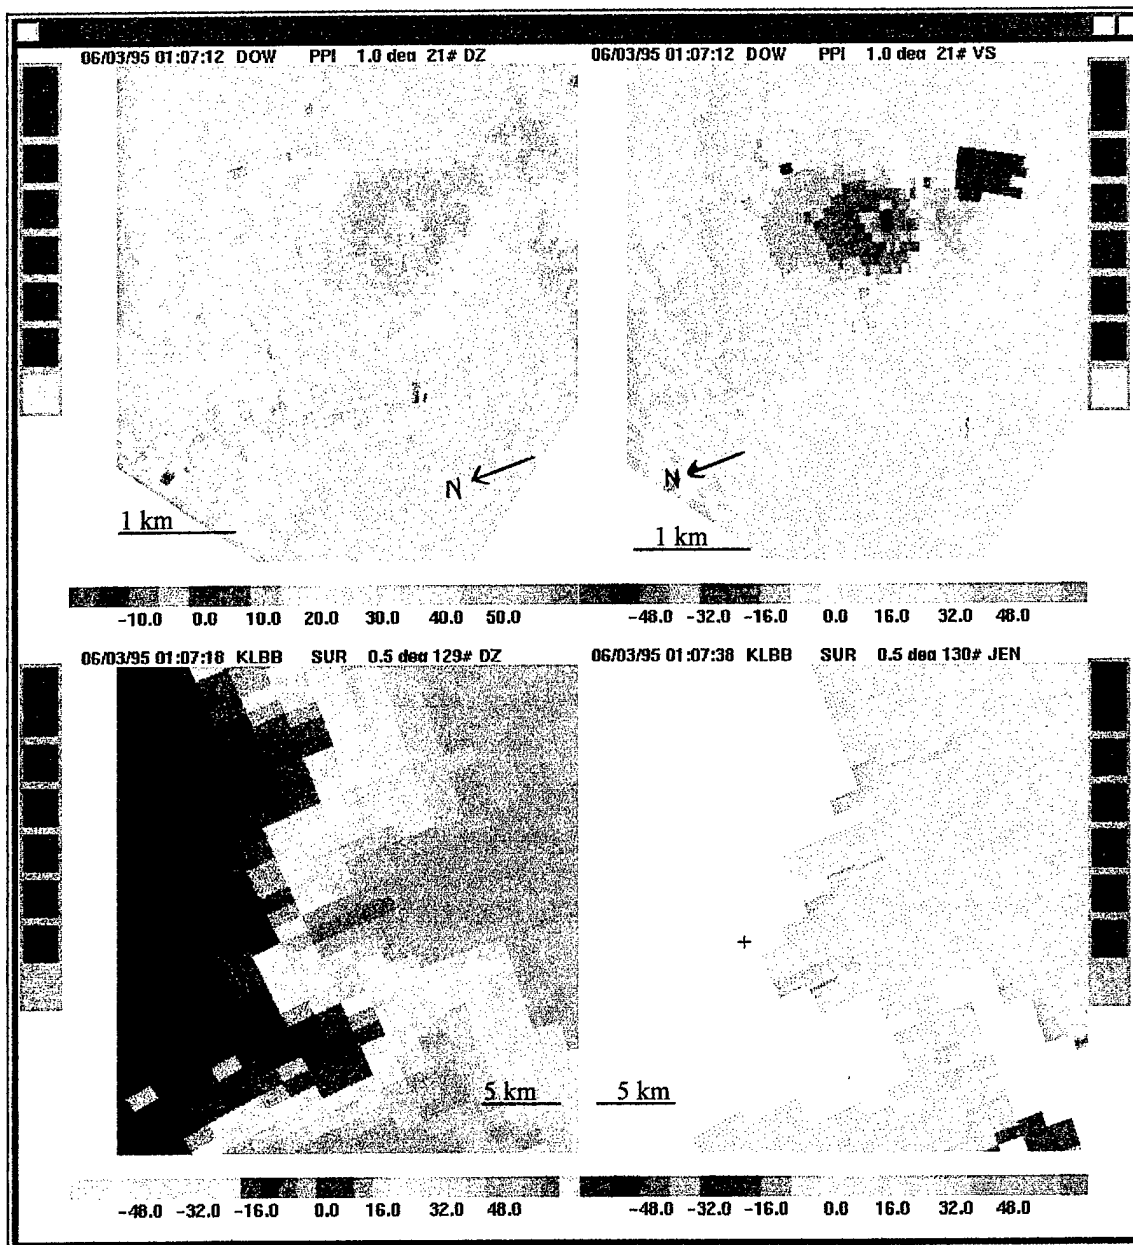 06/03/95 01:07:12 DOW PPI 1.0 deg 21# DZ
06/03/95 01:07:12 DOW PPI 1.0 deg 21# VS
N
1 km
N
1 km
-10.0 0.0 10.0 20.0 30.0 40.0 50.0
-48.0 -32.0 -16.0 0.0 16.0 32.0 48.0
06/03/95 01:07:18 KLBB SUR 0.5 deg 129# DZ
06/03/95 01:07:38 KLBB SUR 0.5 deg 130# JEN
5 km
5 km
-48.0 -32.0 -16.0 0.0 16.0 32.0 48.0
-48.0 -32.0 -16.0 0.0 16.0 32.0 48.0